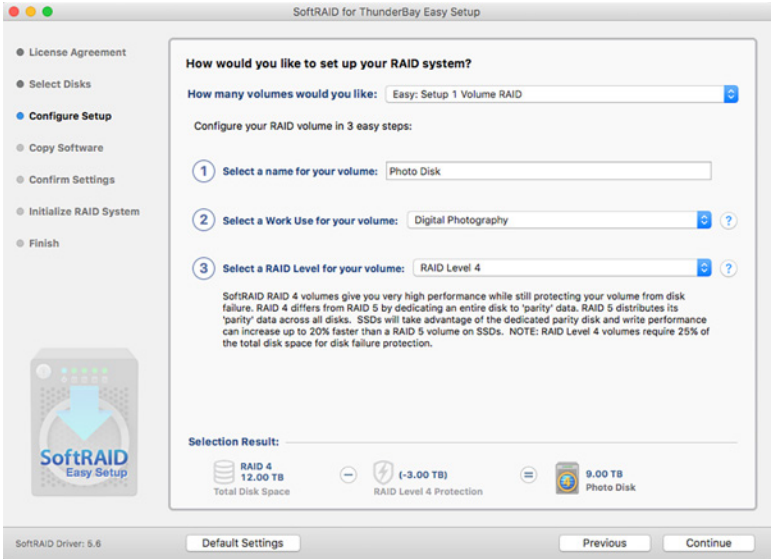 SoftRAID for ThunderBay Easy Setup
License Agreement
Select Disks
Configure Setup
Copy Software
Confirm Settings
Initialize RAID System
Finish
SoftRAID
Easy Setup
How would you like to set up your RAID system?
How many volumes would you like: Easy: Setup 1 Volume RAID
Configure your RAID volume in 3 easy steps:
1 Select a name for your volume: Photo Disk
2 Select a Work Use for your volume: Digital Photography ?
3 Select a RAID Level for your volume: RAID Level 4 ?
SoftRAID RAID 4 volumes give you very high performance while still protecting your volume from disk
failure. RAID 4 differs from RAID 5 by dedicating an entire disk to 'parity' data. RAID 5 distributes its
'parity' data across all disks. SSDs will take advantage of the dedicated parity disk and write performance
can increase up to 20% faster than a RAID 5 volume on SSDs. NOTE: RAID Level 4 volumes require 25% of
the total disk space for disk failure protection.
Selection Result:
RAID 4
12.00 TB
Total Disk Space
−
(-3.00 TB)
RAID Level 4 Protection
=
4
9.00 TB
Photo Disk
SoftRAID Driver: 5.6
Default Settings
Previous
Continue